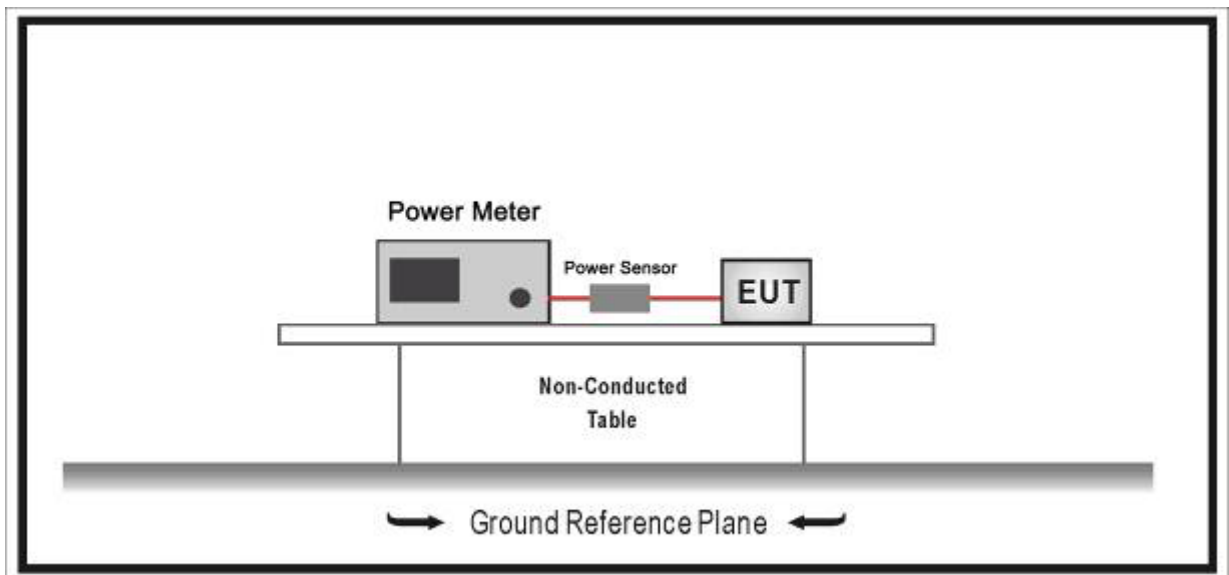 Power Meter
Power Sensor
EUT
Non-Conducted
Table
Ground Reference Plane